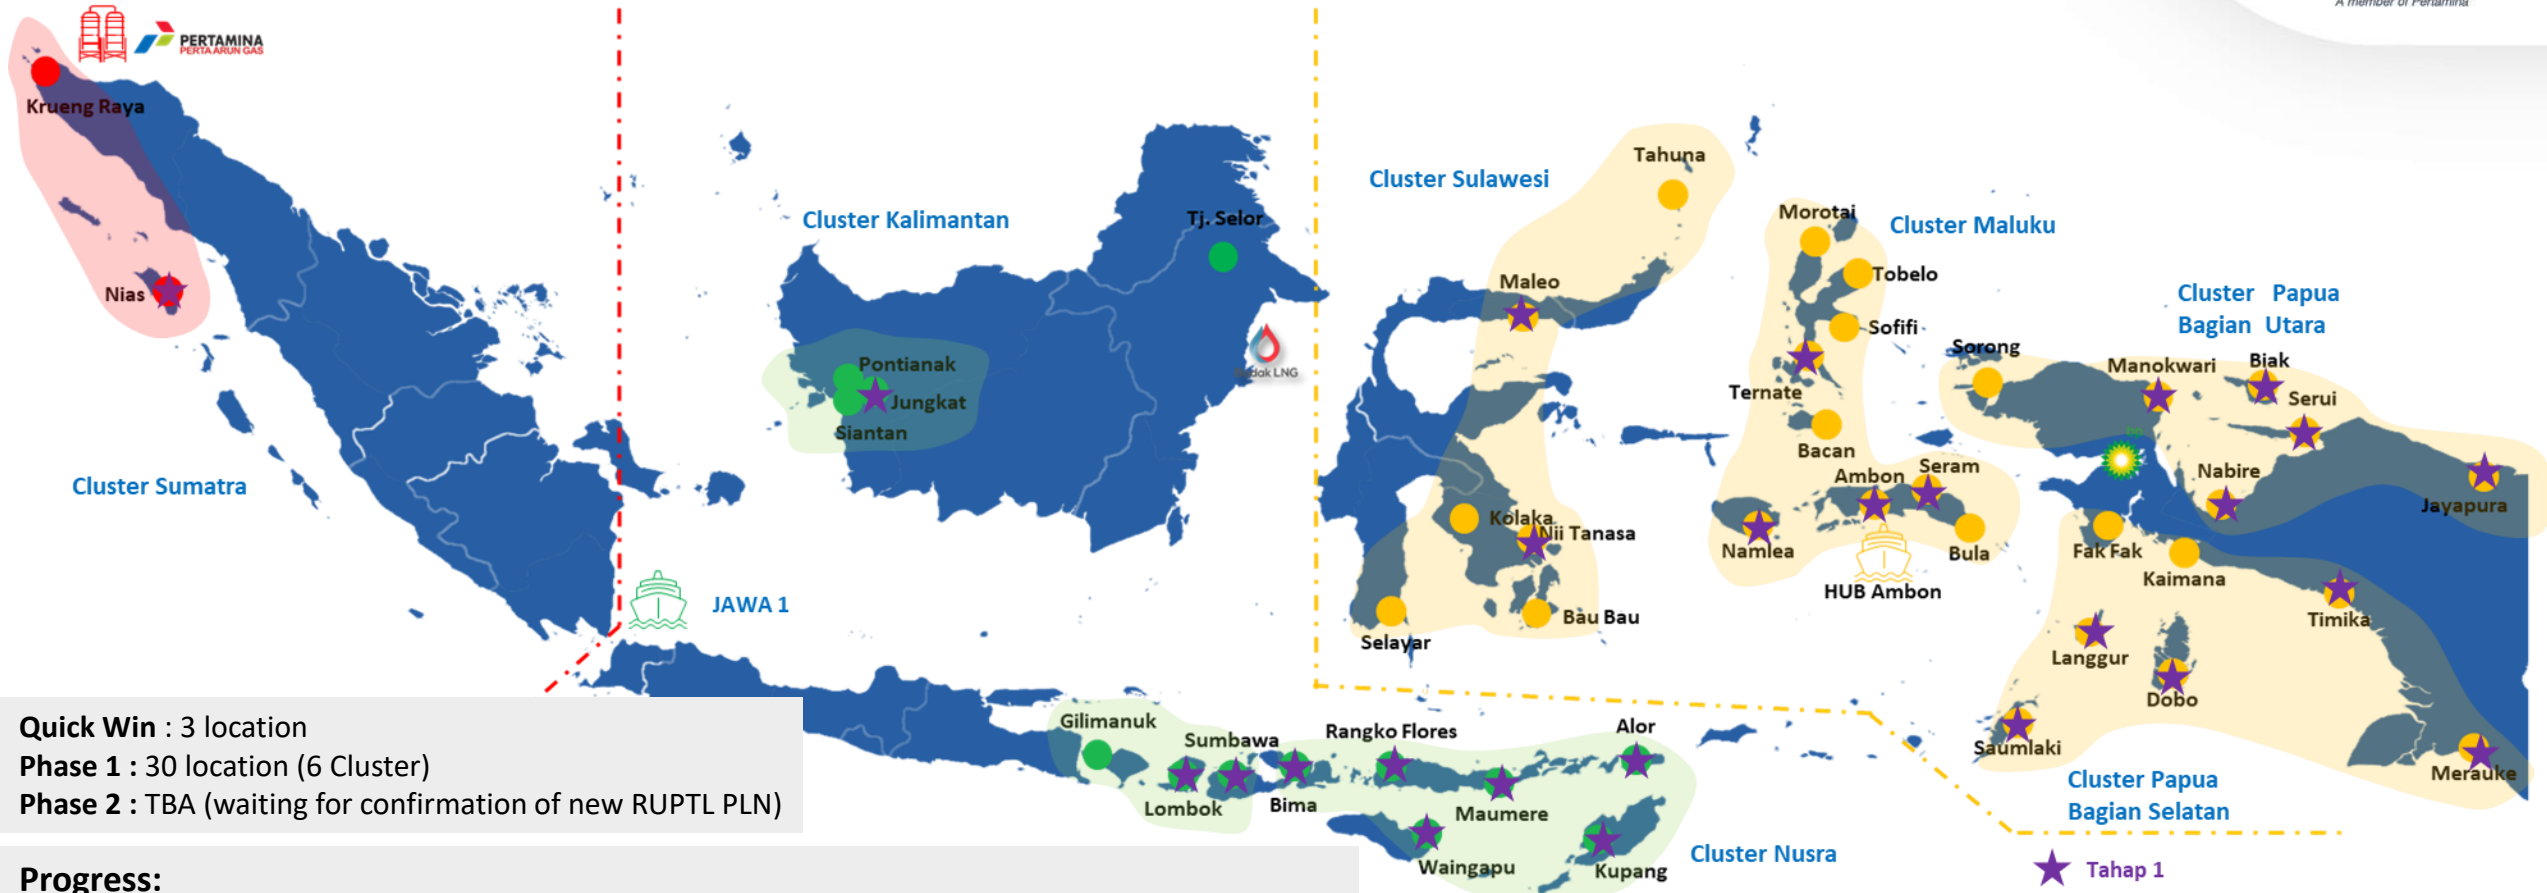 A member of Pertamina
PERTAMINA
PERTA ARUN GAS
Krueng Raya
Nias
Cluster Sumatra
Cluster Kalimantan
Tj. Selor
Pontianak
Jungkat
Siantan
JAWA 1
Cluster Sulawesi
Tahuna
Maleo
Kolaka
Nii Tanasa
Bau Bau
Selayar
Cluster Maluku
Morotai
Tobelo
Sofifi
Ternate
Bacan
Ambon
Seram
Namlea
Bula
HUB Ambon
Cluster Papua
Bagian Utara
Sorong
Manokwari
Biak
Serui
Nabire
Jayapura
bp
Fak Fak
Kaimana
Timika
Langgur
Dobo
Saumlaki
Merauke
Cluster Papua
Bagian Selatan
Gilimanuk
Sumbawa
Lombok
Bima
Rangko Flores
Maumere
Alor
Waingapu
Kupang
Cluster Nusra
Tahap 1
Quick Win : 3 location
Phase 1 : 30 location (6 Cluster)
Phase 2 : TBA (waiting for confirmation of new RUPTL PLN)
Progress:
LNG